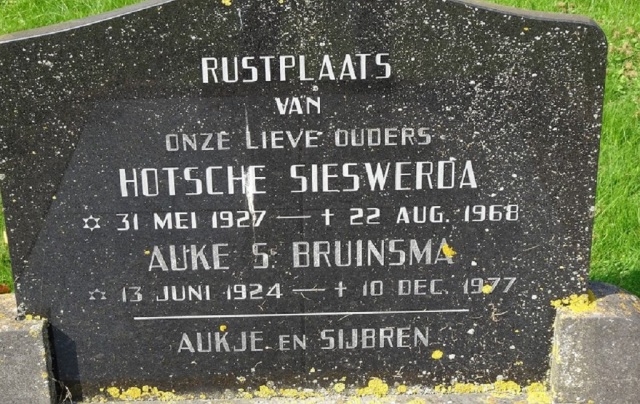 RUSTPLAATS
VAN
ONZE LIEVE OUDERS
HOTSCHE SIESWERDA
✡ 31 MEI 1927 — † 22 AUG. 1968
AUKE S. BRUINSMA
✡ 13 JUNI 1924 — † 10 DEC. 1977
AUKJE EN SIJBREN